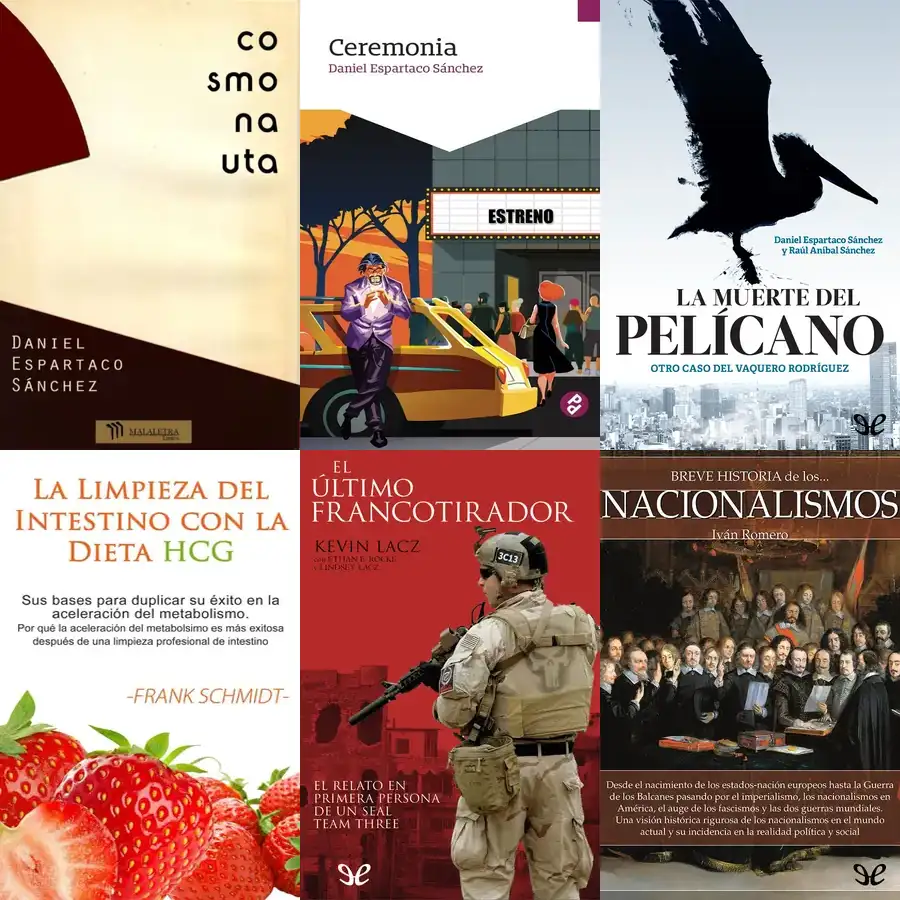 co
smo
na
uta
DANIEL
ESPARTACO
SÁNCHEZ
MALALETRA
Ceremonia
Daniel Espartaco Sánchez
ESTRENO
Daniel Espartaco Sánchez
y Raúl Aníbal Sánchez
LA MUERTE DEL
PELÍCANO
OTRO CASO DEL VAQUERO RODRÍGUEZ
LA LIMPIEZA DEL
INTESTINO CON LA
DIETA HCG
Sus bases para duplicar su éxito en la
aceleración del metabolismo.
Por qué la aceleración del metabolsimo es más exitosa
después de una limpieza profesional de intestino
-FRANK SCHMIDT-
EL
ÚLTIMO
FRANCOTIRADOR
KEVIN LACZ
CON ETHAN E. ROCKE
Y LINDSEY LACZ
3C13
EL RELATO EN
PRIMERA PERSONA
DE UN SEAL
TEAM THREE
BREVE HISTORIA de los...
NACIONALISMOS
Iván Romero
Desde el nacimiento de los estados-nación europeos hasta la Guerra
de los Balcanes pasando por el imperialismo, los nacionalismos en
América, el auge de los fascismos y las dos guerras mundiales.
Una visión histórica rigurosa de los nacionalismos en el mundo
actual y su incidencia en la realidad política y social